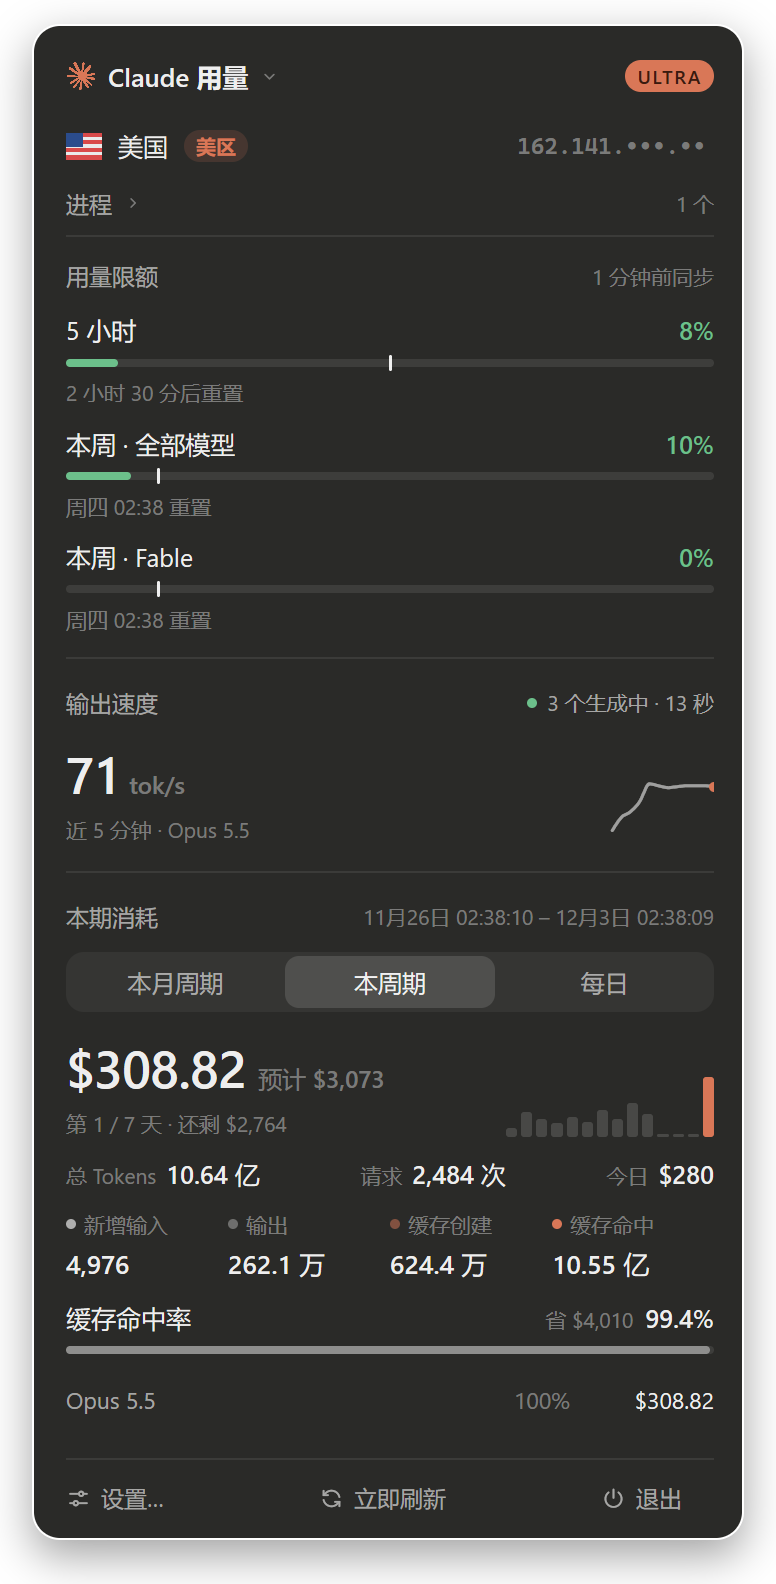 Claude 用量
ULTRA
美国 美区 162.141.•••.••
进程 1 个
用量限额 1 分钟前同步
5 小时 8%
2 小时 30 分后重置
本周 · 全部模型 10%
周四 02:38 重置
本周 · Fable 0%
周四 02:38 重置
输出速度 3 个生成中 · 13 秒
71 tok/s
近 5 分钟 · Opus 5.5
本期消耗 11月26日 02:38:10 – 12月3日 02:38:09
本月周期 本周期 每日
$308.82 预计 $3,073
第 1 / 7 天 · 还剩 $2,764
总 Tokens 10.64 亿 请求 2,484 次 今日 $280
新增输入 输出 缓存创建 缓存命中
4,976 262.1 万 624.4 万 10.55 亿
缓存命中率 省 $4,010 99.4%
Opus 5.5 100% $308.82
设置... 立即刷新 退出